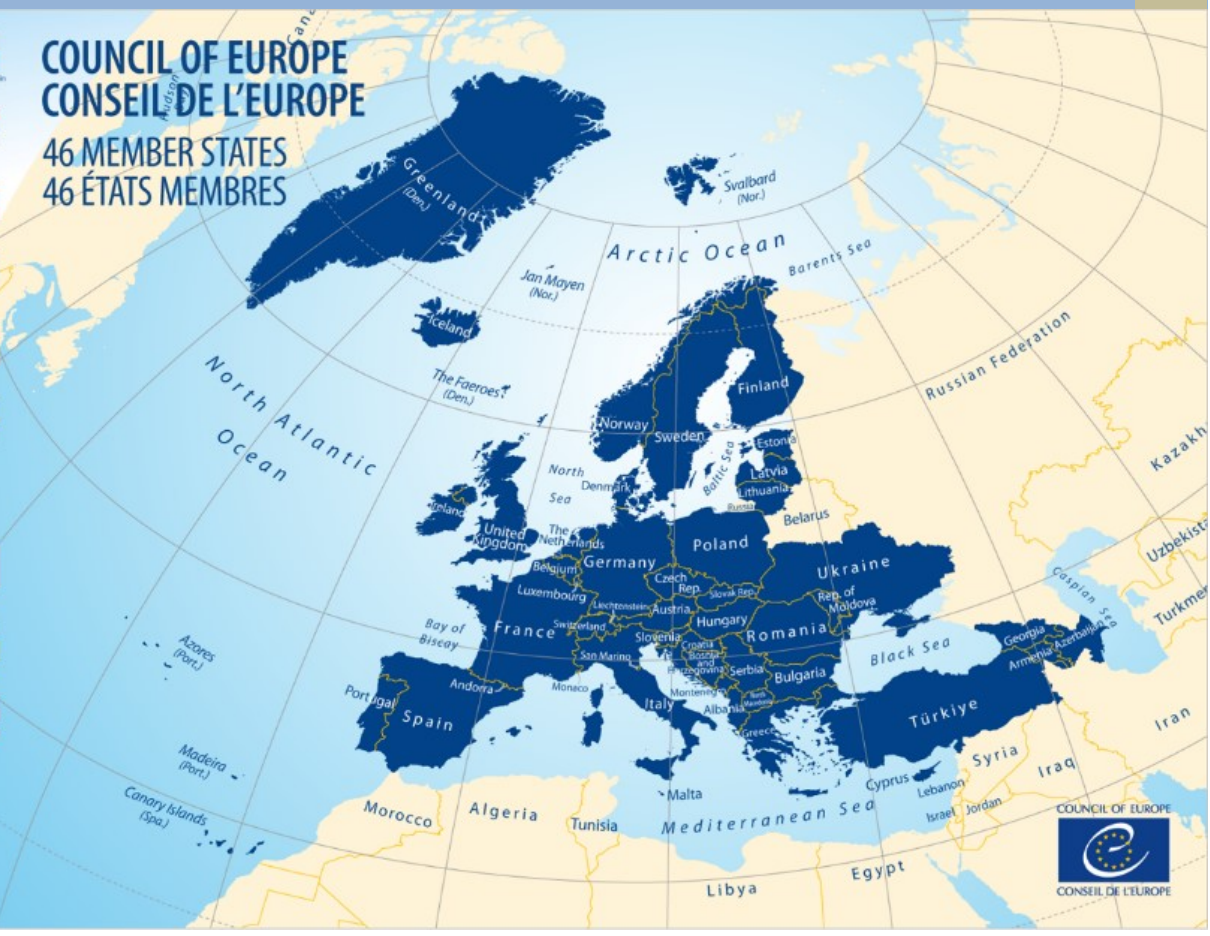 COUNCIL OF EUROPE
CONSEIL DE L'EUROPE
46 MEMBER STATES
46 ÉTATS MEMBRES
Cana
Hudson
Greenland
(Den.)
Svalbard
(Nor.)
Arctic Ocean
Barents Sea
Jan Mayen
(Nor.)
Iceland
Russian Federation
The Faeroes
(Den.)
North Atlantic
Ocean
Finland
Norway
Sweden
Estonia
Baltic Sea
Latvia
Lithuania
Russia
Kazakh
North
Sea
Denmark
Ireland
United
Kingdom
The
Netherlands
Belarus
Poland
Germany
Belgium
Ukraine
Uzbekista
Czech
Rep.
Slovak Rep.
Luxembourg
Liechtenstein
Austria
Rep. of
Moldova
Caspian Sea
Turkmer
Hungary
Bay of
Biscay
France
Switzerland
Slovenia
Romania
Croatia
Bosnia
and
Herzegovina
San Marino
Serbia
Black Sea
Georgia
Azerbaijan
Armenia
Azores
(Port.)
Andorra
Monaco
Montenegro
Bulgaria
Portugal
Spain
Italy
Albania
North
Macedonia
Türkiye
Greece
Iran
Madeira
(Port.)
Canary Islands
(Spa.)
Malta
Cyprus
Syria
Iraq
Lebanon
Morocco
Algeria
Tunisia
Mediterranean Sea
Israel
Jordan
Libya
Egypt
COUNCIL OF EUROPE
CONSEIL DE L'EUROPE